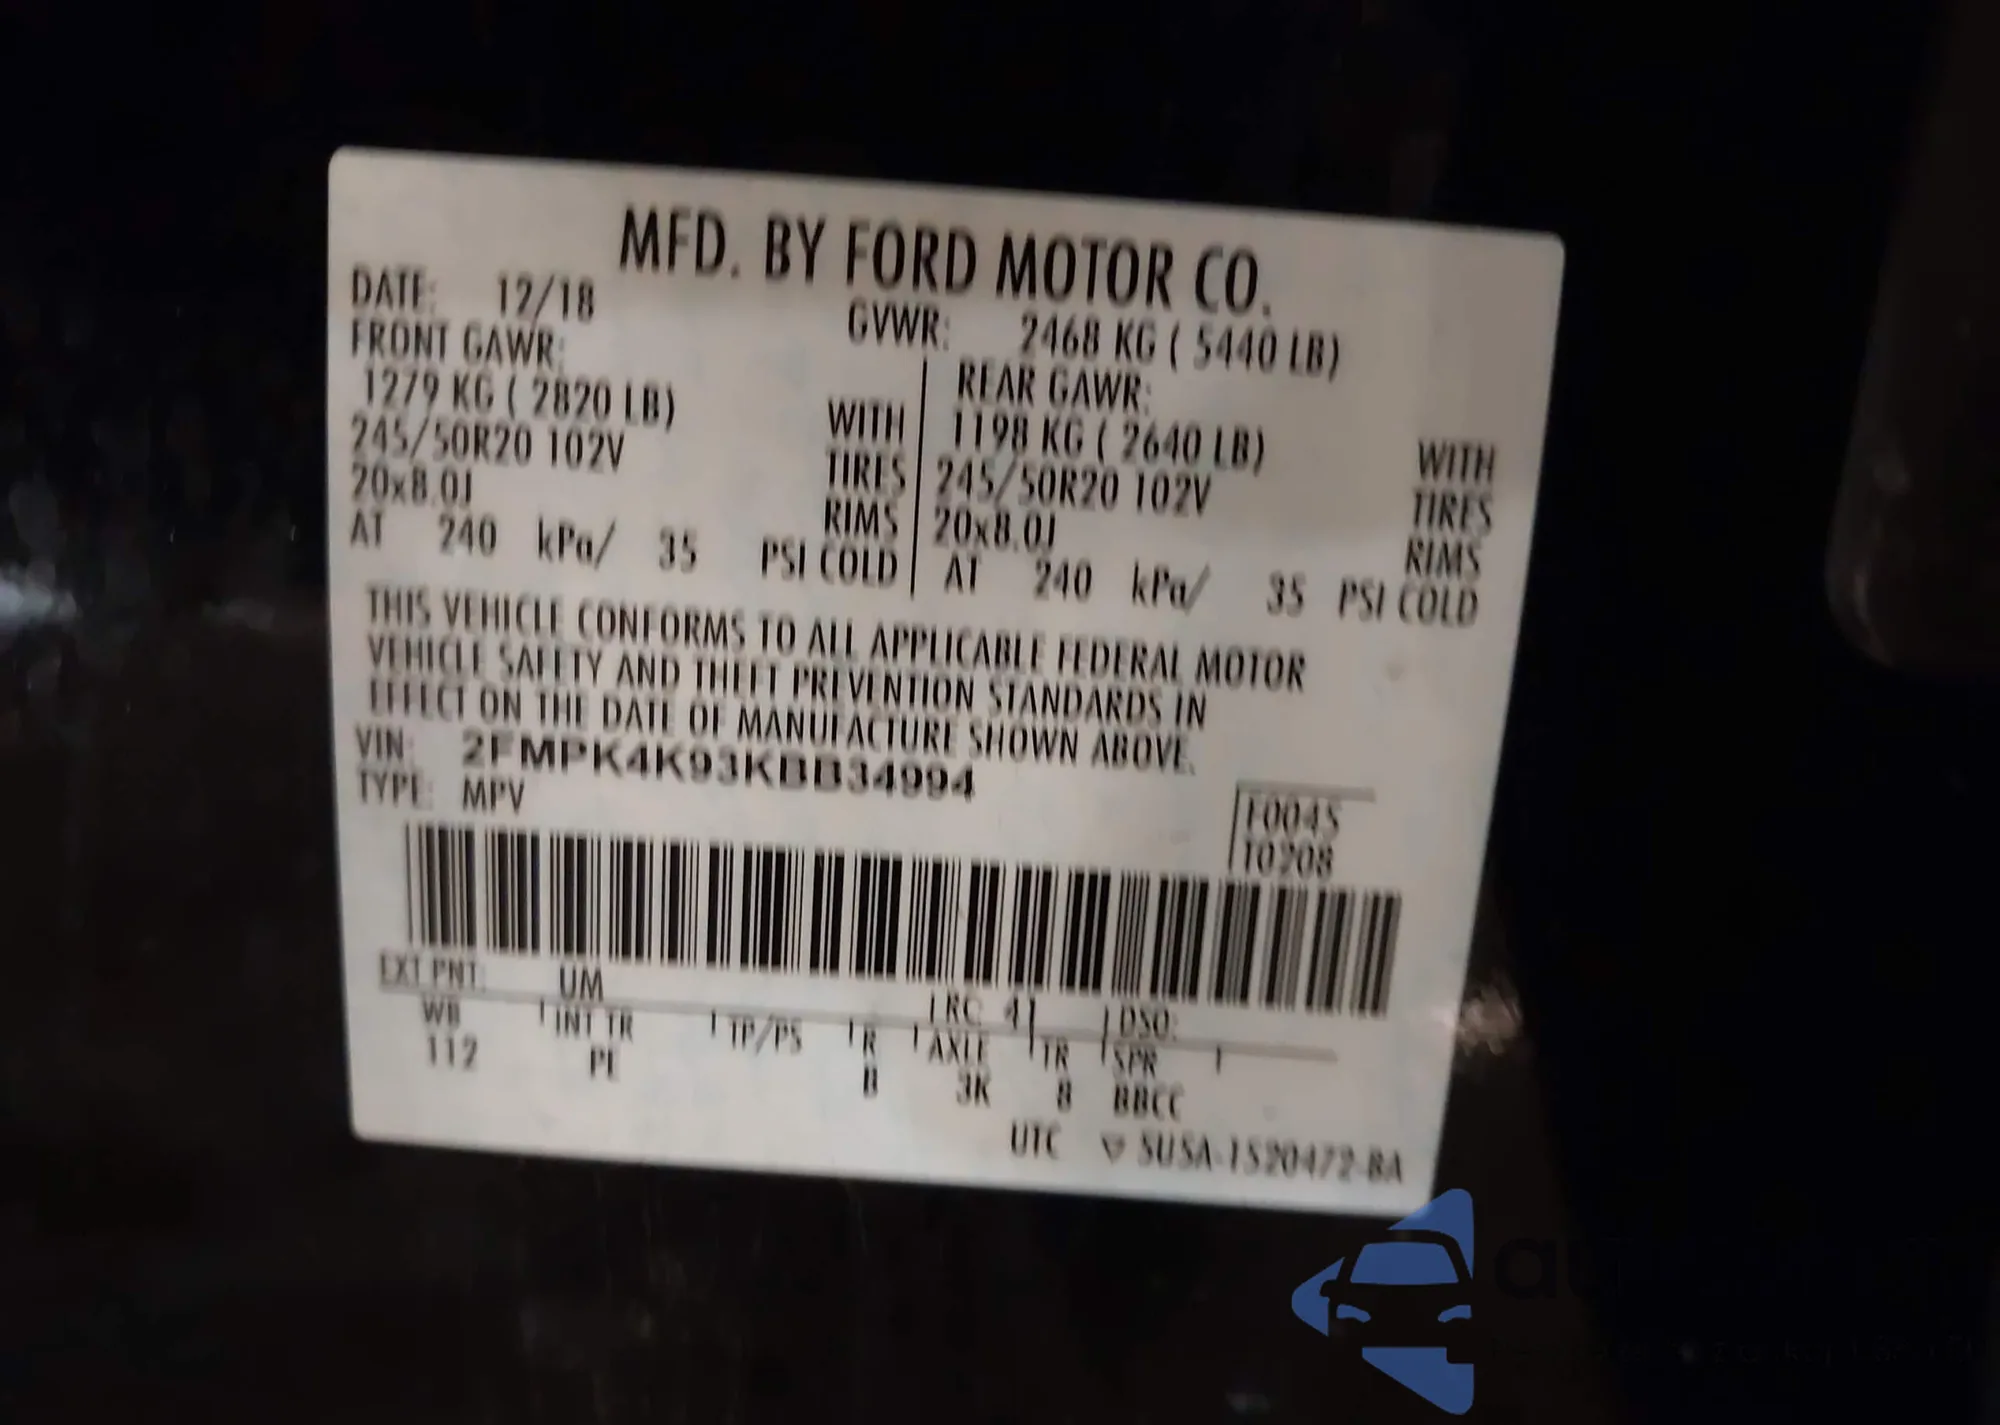 MFD. BY FORD MOTOR CO.
DATE: 12/18 GVWR: 2468 KG ( 5440 LB)
FRONT GAWR: REAR GAWR:
1279 KG ( 2820 LB) WITH 1198 KG ( 2640 LB) WITH
245/50R20 102V TIRES 245/50R20 102V TIRES
20x8.0J RIMS 20x8.0J RIMS
AT 240 kPa/ 35 PSI COLD AT 240 kPa/ 35 PSI COLD
THIS VEHICLE CONFORMS TO ALL APPLICABLE FEDERAL MOTOR
VEHICLE SAFETY AND THEFT PREVENTION STANDARDS IN
EFFECT ON THE DATE OF MANUFACTURE SHOWN ABOVE.
VIN: 2FMPK4K93KBB34994
TYPE: MPV
F0045
T0208
EXT PNT: UM RC 41 DSO:
WB INT TR TP/PS R AXLE TR SPR
112 PE B 3K 8 BBCC
UTC 5USA-1520472-BA